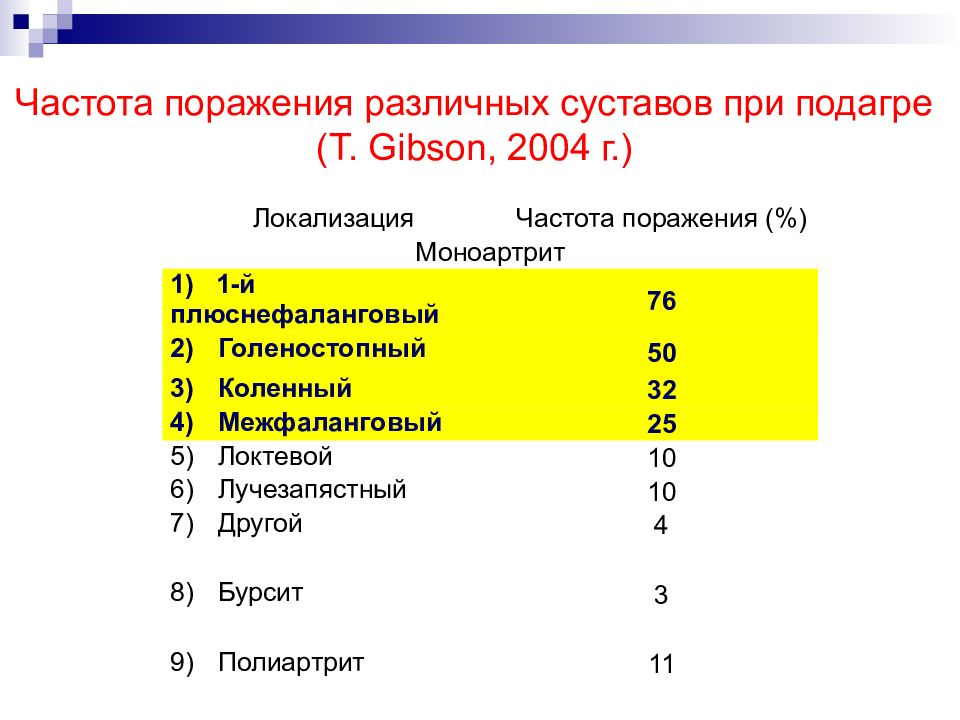 Частота поражения различных суставов при подагре
(T. Gibson, 2004 г.)
Локализация Частота поражения (%)
Моноартрит
1) 1-й
плюснефаланговый 76
2) Голеностопный 50
3) Коленный 32
4) Межфаланговый 25
5) Локтевой 10
6) Лучезапястный 10
7) Другой 4
8) Бурсит 3
9) Полиартрит 11